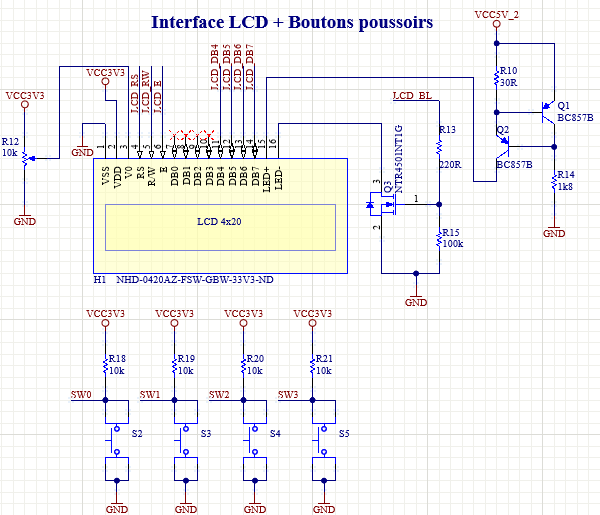 Interface LCD + Boutons poussoirs
VCC5V_2
VCC3V3
VCC3V3
R12
10k
GND
GND
LCD_RS
LCD_RW
LCD_E
LCD_DB4
LCD_DB5
LCD_DB6
LCD_DB7
1 2 3 4 5 6 7 8 9 10 11 12 13 14 15 16
VSS
VDD
V0
RS
R/W
E
DB0
DB1
DB2
DB3
DB4
DB5
DB6
DB7
LED+
LED-
LCD 4x20
H1 NHD-0420AZ-FSW-GBW-33V3-ND
LCD_BL
R13
220R
R15
100k
Q3
NTR4501NT1G
3
1
2
GND
R10
30R
Q1
BC857B
Q2
BC857B
R14
1k8
GND
VCC3V3 VCC3V3 VCC3V3 VCC3V3
R18 R19 R20 R21
10k 10k 10k 10k
SW0 SW1 SW2 SW3
S2 S3 S4 S5
GND GND GND GND